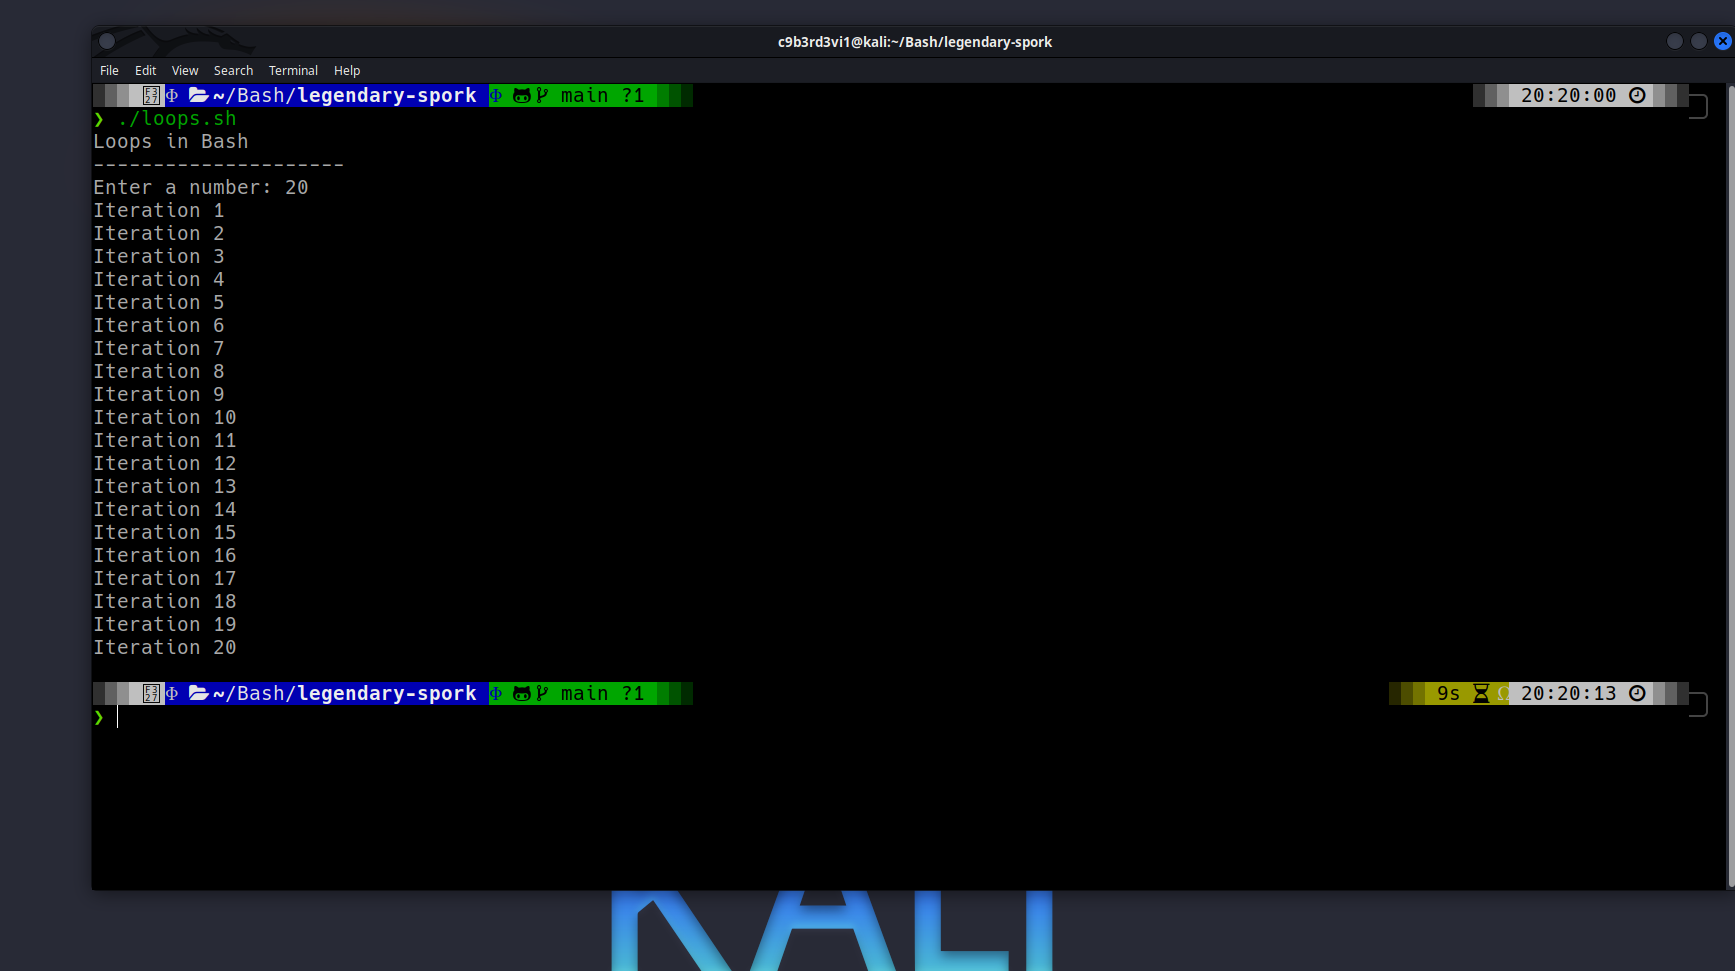 c9b3rd3vi1@kali:~/Bash/legendary-spork
File Edit View Search Terminal Help
~/Bash/legendary-spork main ?1 20:20:00
❯ ./loops.sh
Loops in Bash
---------------------
Enter a number: 20
Iteration 1
Iteration 2
Iteration 3
Iteration 4
Iteration 5
Iteration 6
Iteration 7
Iteration 8
Iteration 9
Iteration 10
Iteration 11
Iteration 12
Iteration 13
Iteration 14
Iteration 15
Iteration 16
Iteration 17
Iteration 18
Iteration 19
Iteration 20
~/Bash/legendary-spork main ?1 9s 20:20:13
❯
KALI